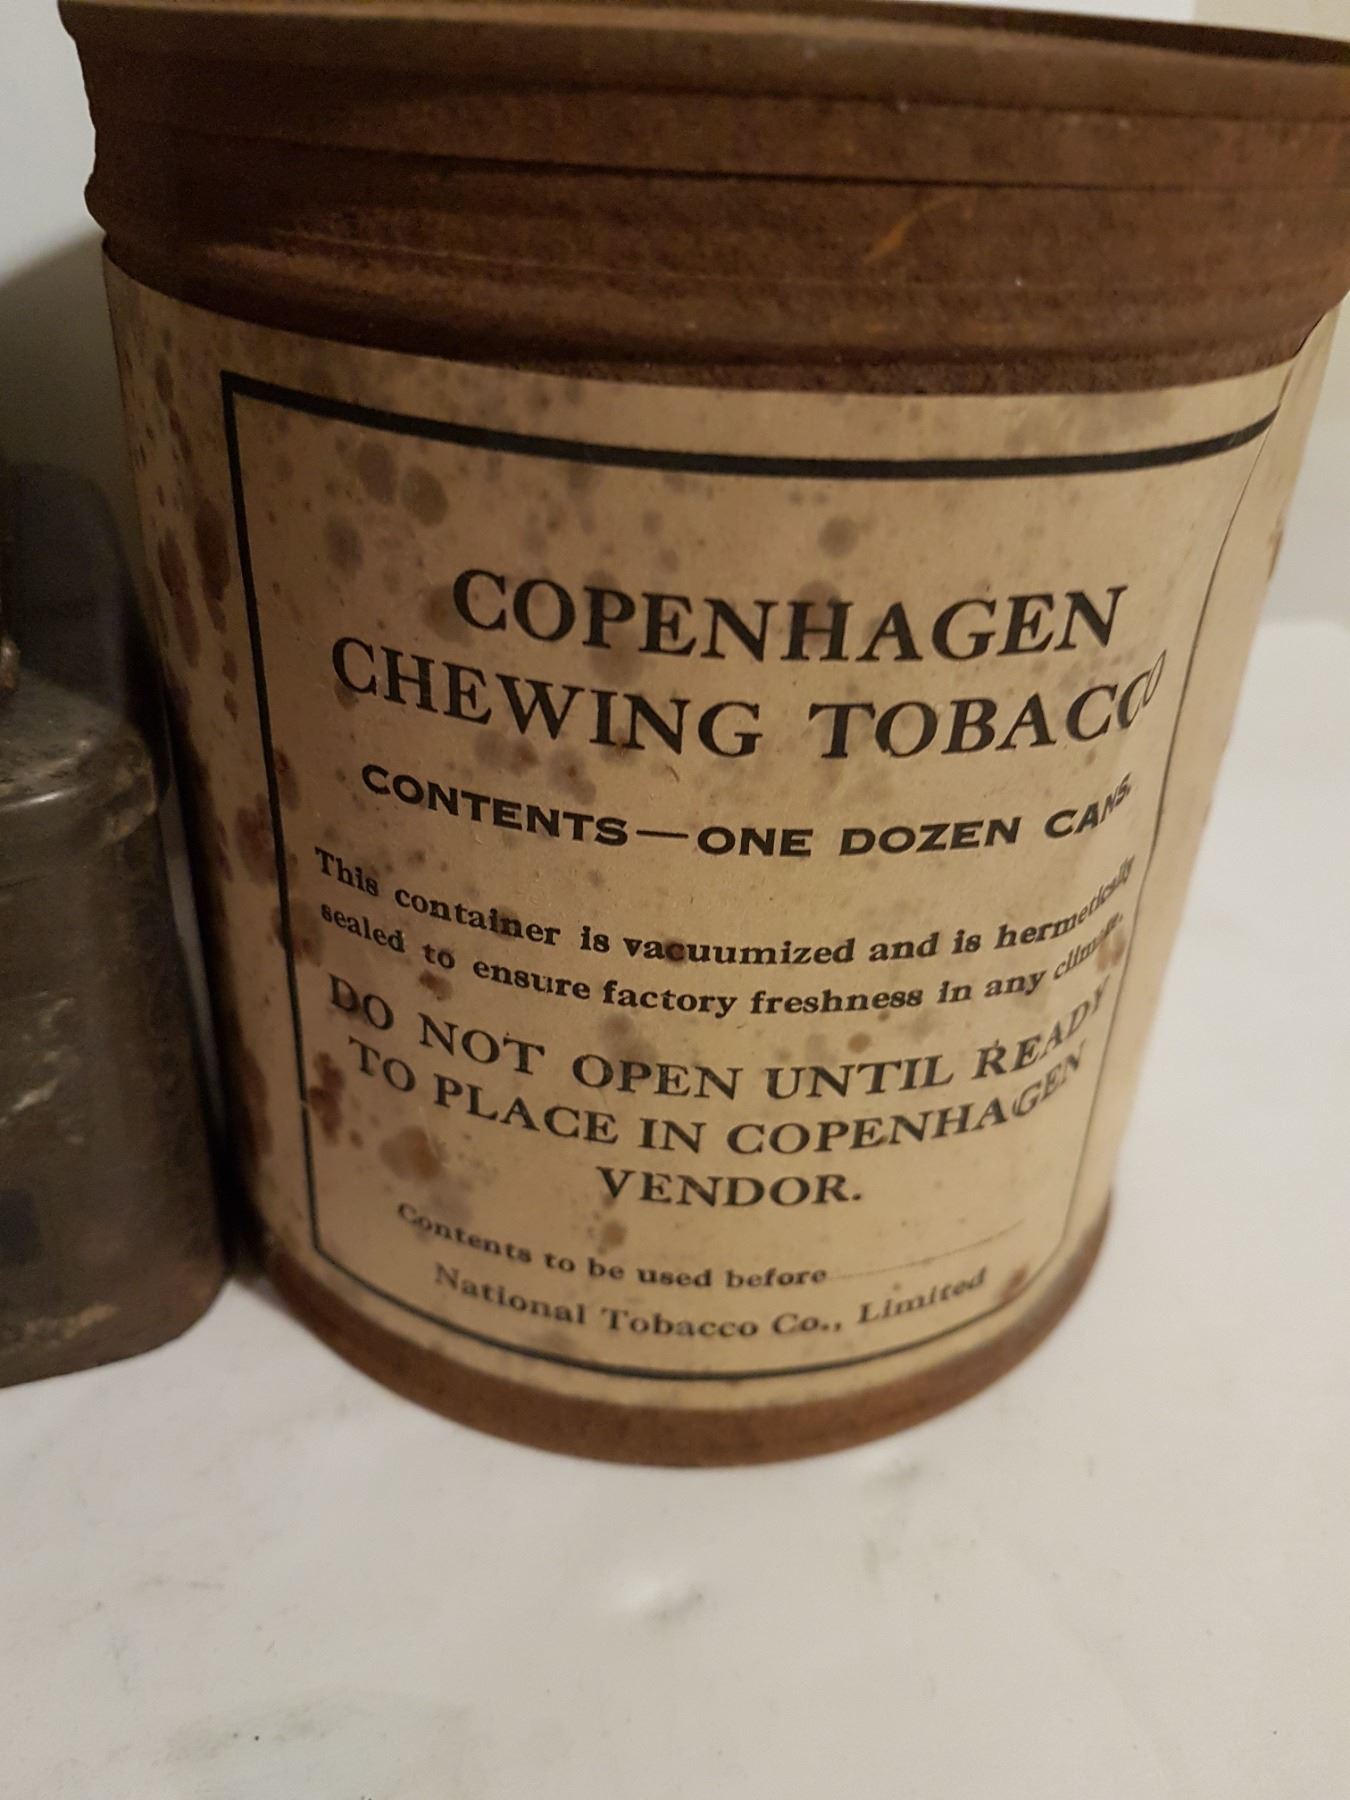 COPENHAGEN
CHEWING TOBACCO
CONTENTS—ONE DOZEN CANS.
This container is vacuumized and is hermetically
sealed to ensure factory freshness in any climate.
DO NOT OPEN UNTIL READY
TO PLACE IN COPENHAGEN
VENDOR.
Contents to be used before
National Tobacco Co., Limited